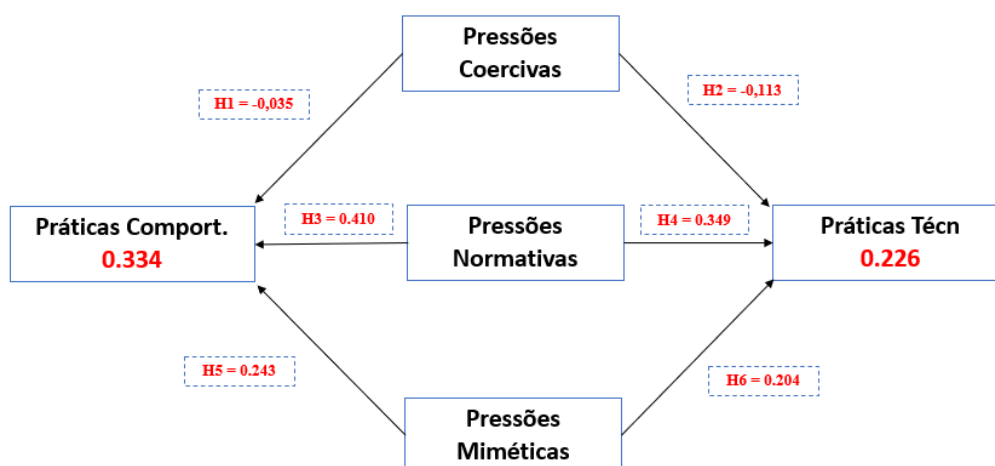 Pressões
Coercivas
H1 = -0,035
H2 = -0,113
Práticas Comport.
0.334
H3 = 0.410
Pressões
Normativas
H4 = 0.349
Práticas Técn
0.226
H5 = 0.243
H6 = 0.204
Pressões
Miméticas